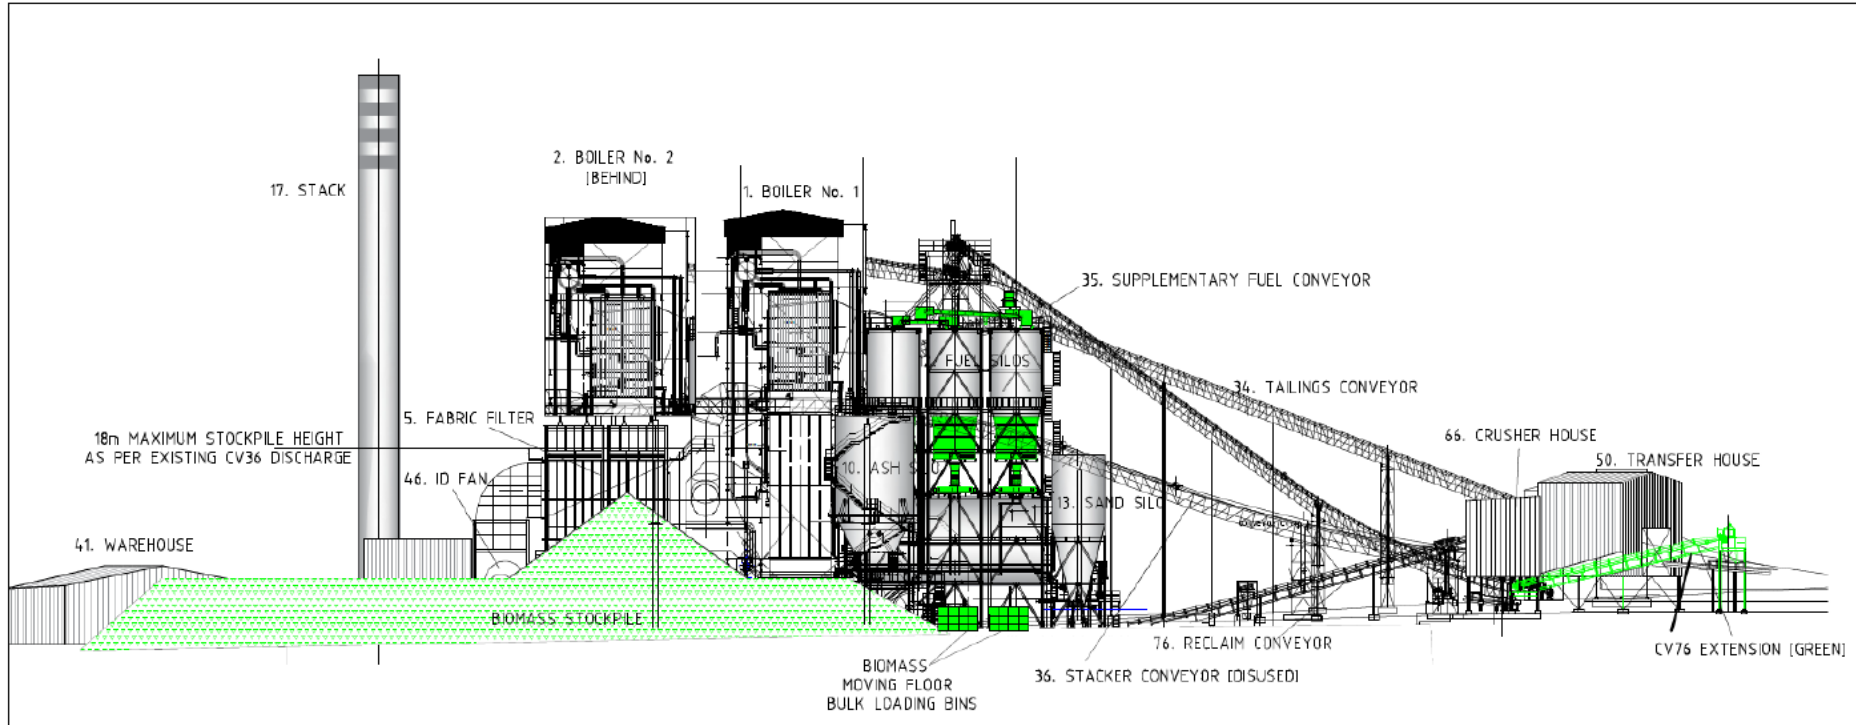 2. BOILER No. 2
[BEHIND]
17. STACK
1. BOILER No. 1
35. SUPPLEMENTARY FUEL CONVEYOR
FUEL SILOS
34. TAILINGS CONVEYOR
5. FABRIC FILTER
18m MAXIMUM STOCKPILE HEIGHT
AS PER EXISTING CV36 DISCHARGE
66. CRUSHER HOUSE
50. TRANSFER HOUSE
46. ID FAN
10. ASH SILO
13. SAND SILO
41. WAREHOUSE
BIOMASS STOCKPILE
76. RECLAIM CONVEYOR
CV76 EXTENSION [GREEN]
36. STACKER CONVEYOR [DISUSED]
BIOMASS
MOVING FLOOR
BULK LOADING BINS